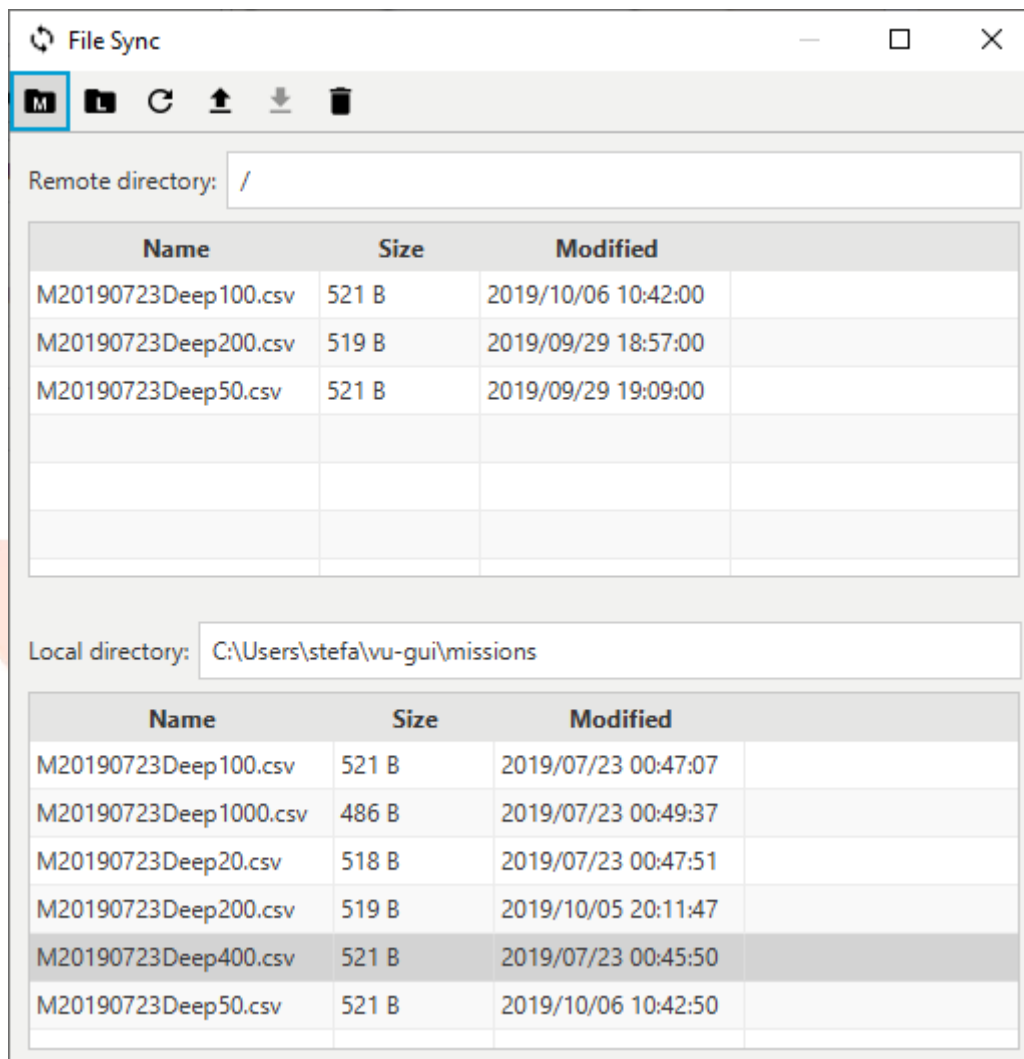 File Sync
M L
Remote directory: /
Name Size Modified
M20190723Deep100.csv 521 B 2019/10/06 10:42:00
M20190723Deep200.csv 519 B 2019/09/29 18:57:00
M20190723Deep50.csv 521 B 2019/09/29 19:09:00
Local directory: C:\Users\stefa\vu-gui\missions
Name Size Modified
M20190723Deep100.csv 521 B 2019/07/23 00:47:07
M20190723Deep1000.csv 486 B 2019/07/23 00:49:37
M20190723Deep20.csv 518 B 2019/07/23 00:47:51
M20190723Deep200.csv 519 B 2019/10/05 20:11:47
M20190723Deep400.csv 521 B 2019/07/23 00:45:50
M20190723Deep50.csv 521 B 2019/10/06 10:42:50